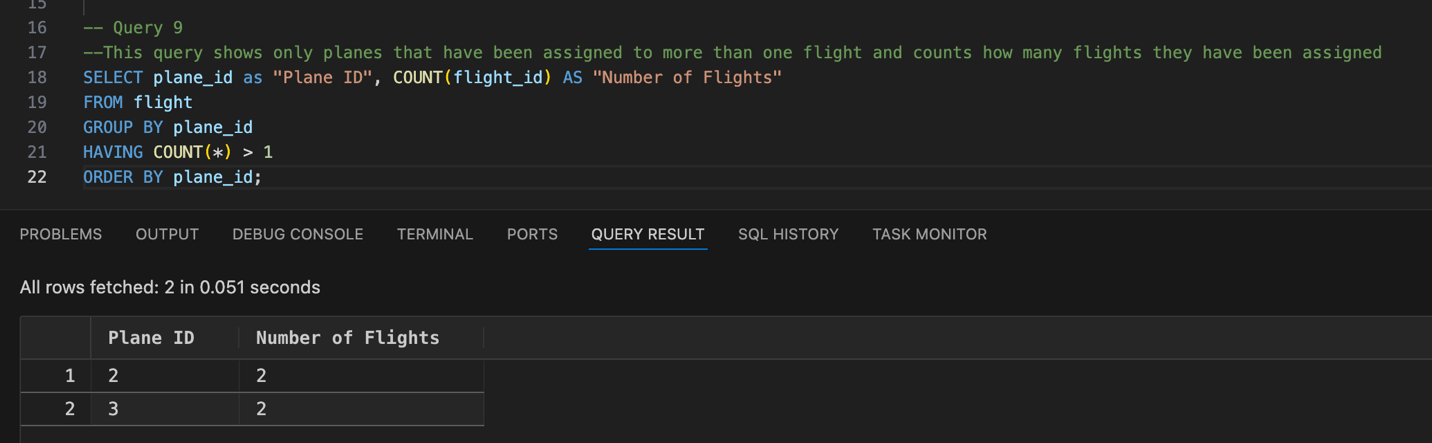 15
16 -- Query 9
17 --This query shows only planes that have been assigned to more than one flight and counts how many flights they have been assigned
18 SELECT plane_id as "Plane ID", COUNT(flight_id) AS "Number of Flights"
19 FROM flight
20 GROUP BY plane_id
21 HAVING COUNT(*) > 1
22 ORDER BY plane_id;
PROBLEMS OUTPUT DEBUG CONSOLE TERMINAL PORTS QUERY RESULT SQL HISTORY TASK MONITOR
All rows fetched: 2 in 0.051 seconds
Plane ID Number of Flights
1 2 2
2 3 2